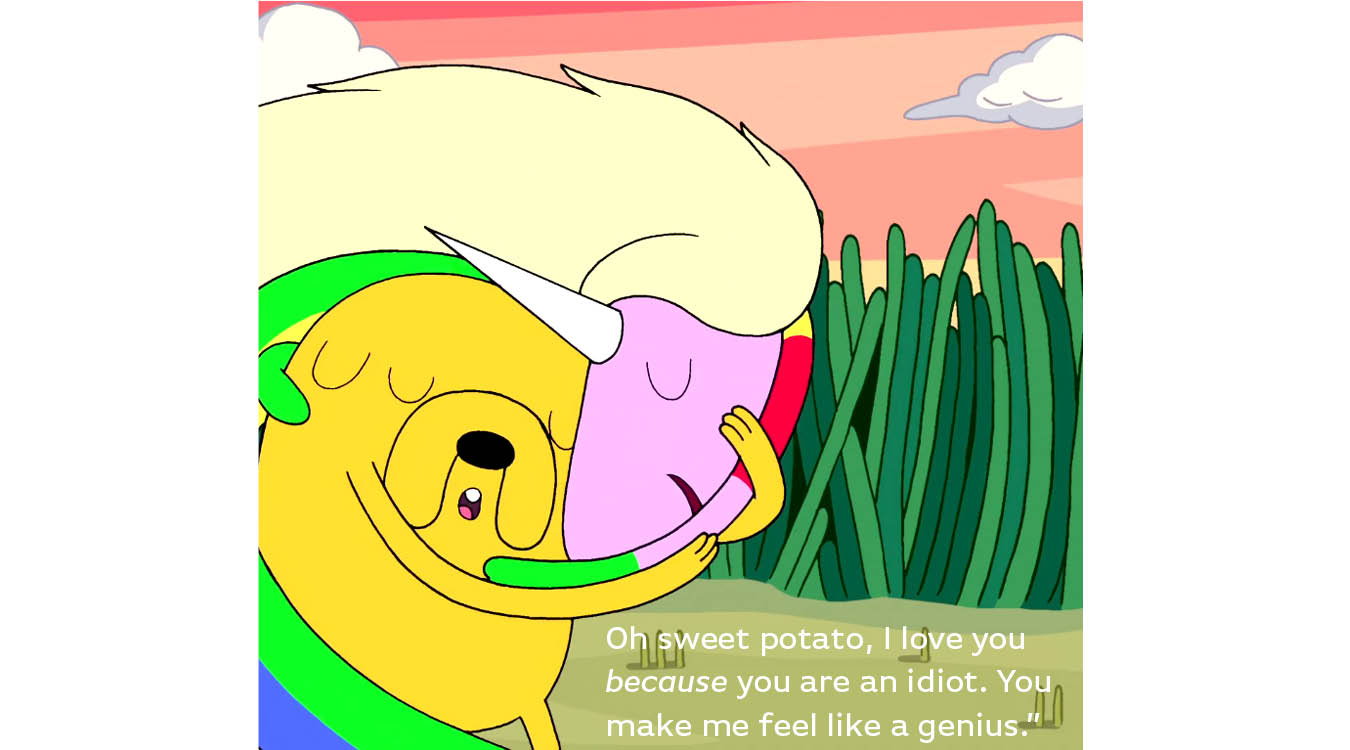 Oh sweet potato, I love you
because you are an idiot. You
make me feel like a genius.”